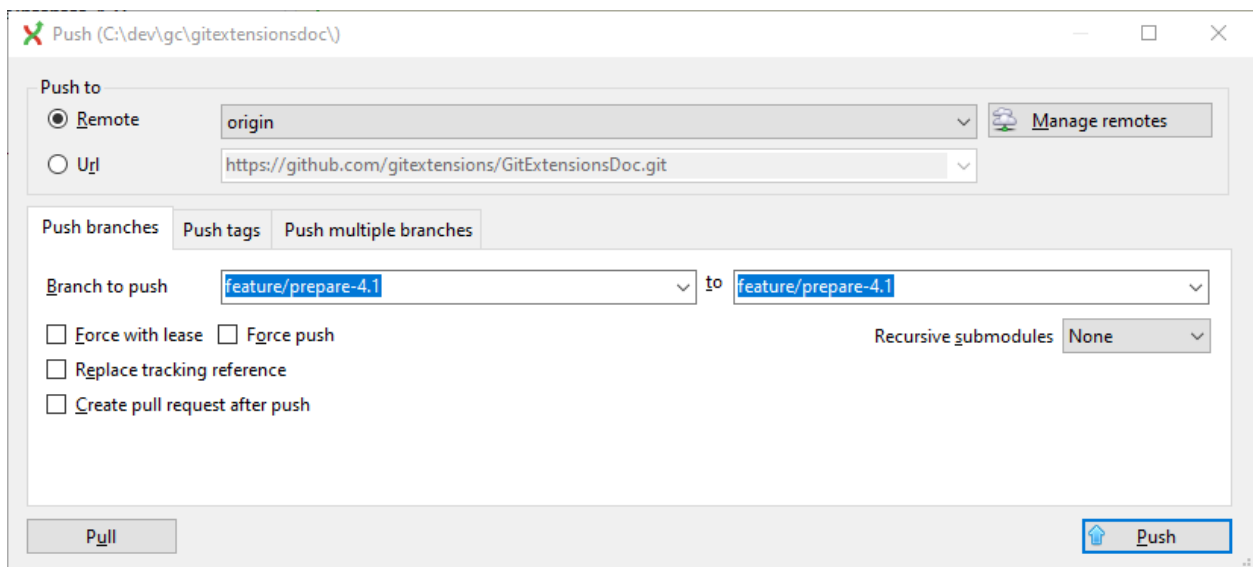 Push (C:\dev\gc\gitextensionsdoc\)
Push to
Remote origin Manage remotes
Url https://github.com/gitextensions/GitExtensionsDoc.git
Push branches Push tags Push multiple branches
Branch to push feature/prepare-4.1 to feature/prepare-4.1
Force with lease Force push Recursive submodules None
Replace tracking reference
Create pull request after push
Pull Push